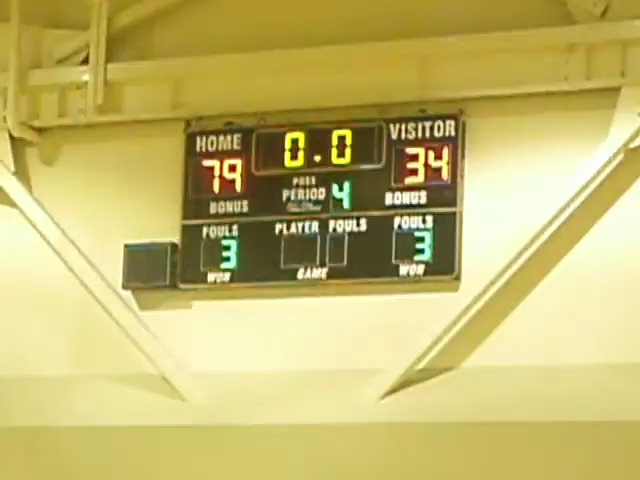 HOME 0.0 VISITOR
79 PERIOD 4 34
BONUS BONUS
FOULS PLAYER FOULS FOULS
3 3
WON GAME WON